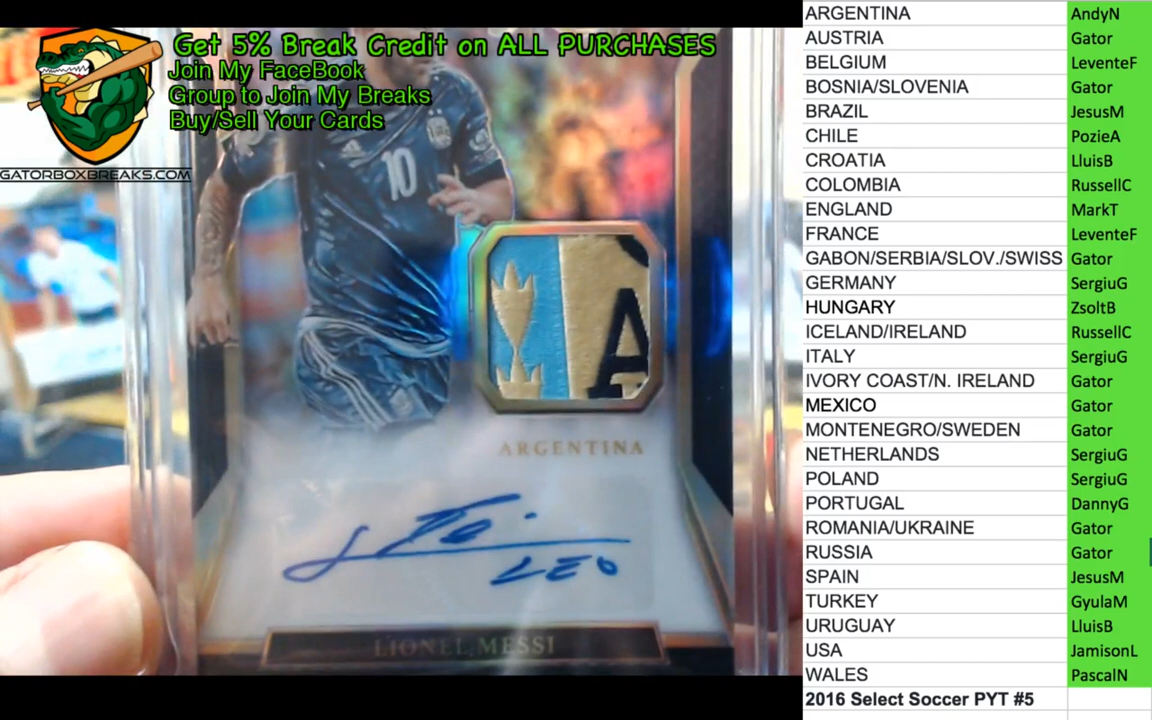 Get 5% Break Credit on ALL PURCHASES
Join My FaceBook
Group to Join My Breaks
Buy/Sell Your Cards
GATORBOXBREAKS.COM
10
A
ARGENTINA
LEO
LIONEL MESSI
ARGENTINA AndyN
AUSTRIA Gator
BELGIUM LeventeF
BOSNIA/SLOVENIA Gator
BRAZIL JesusM
CHILE PozieA
CROATIA LluisB
COLOMBIA RussellC
ENGLAND MarkT
FRANCE LeventeF
GABON/SERBIA/SLOV./SWISS Gator
GERMANY SergiuG
HUNGARY ZsoltB
ICELAND/IRELAND RussellC
ITALY SergiuG
IVORY COAST/N. IRELAND Gator
MEXICO Gator
MONTENEGRO/SWEDEN Gator
NETHERLANDS SergiuG
POLAND SergiuG
PORTUGAL DannyG
ROMANIA/UKRAINE Gator
RUSSIA Gator
SPAIN JesusM
TURKEY GyulaM
URUGUAY LluisB
USA JamisonL
WALES PascalN
2016 Select Soccer PYT #5